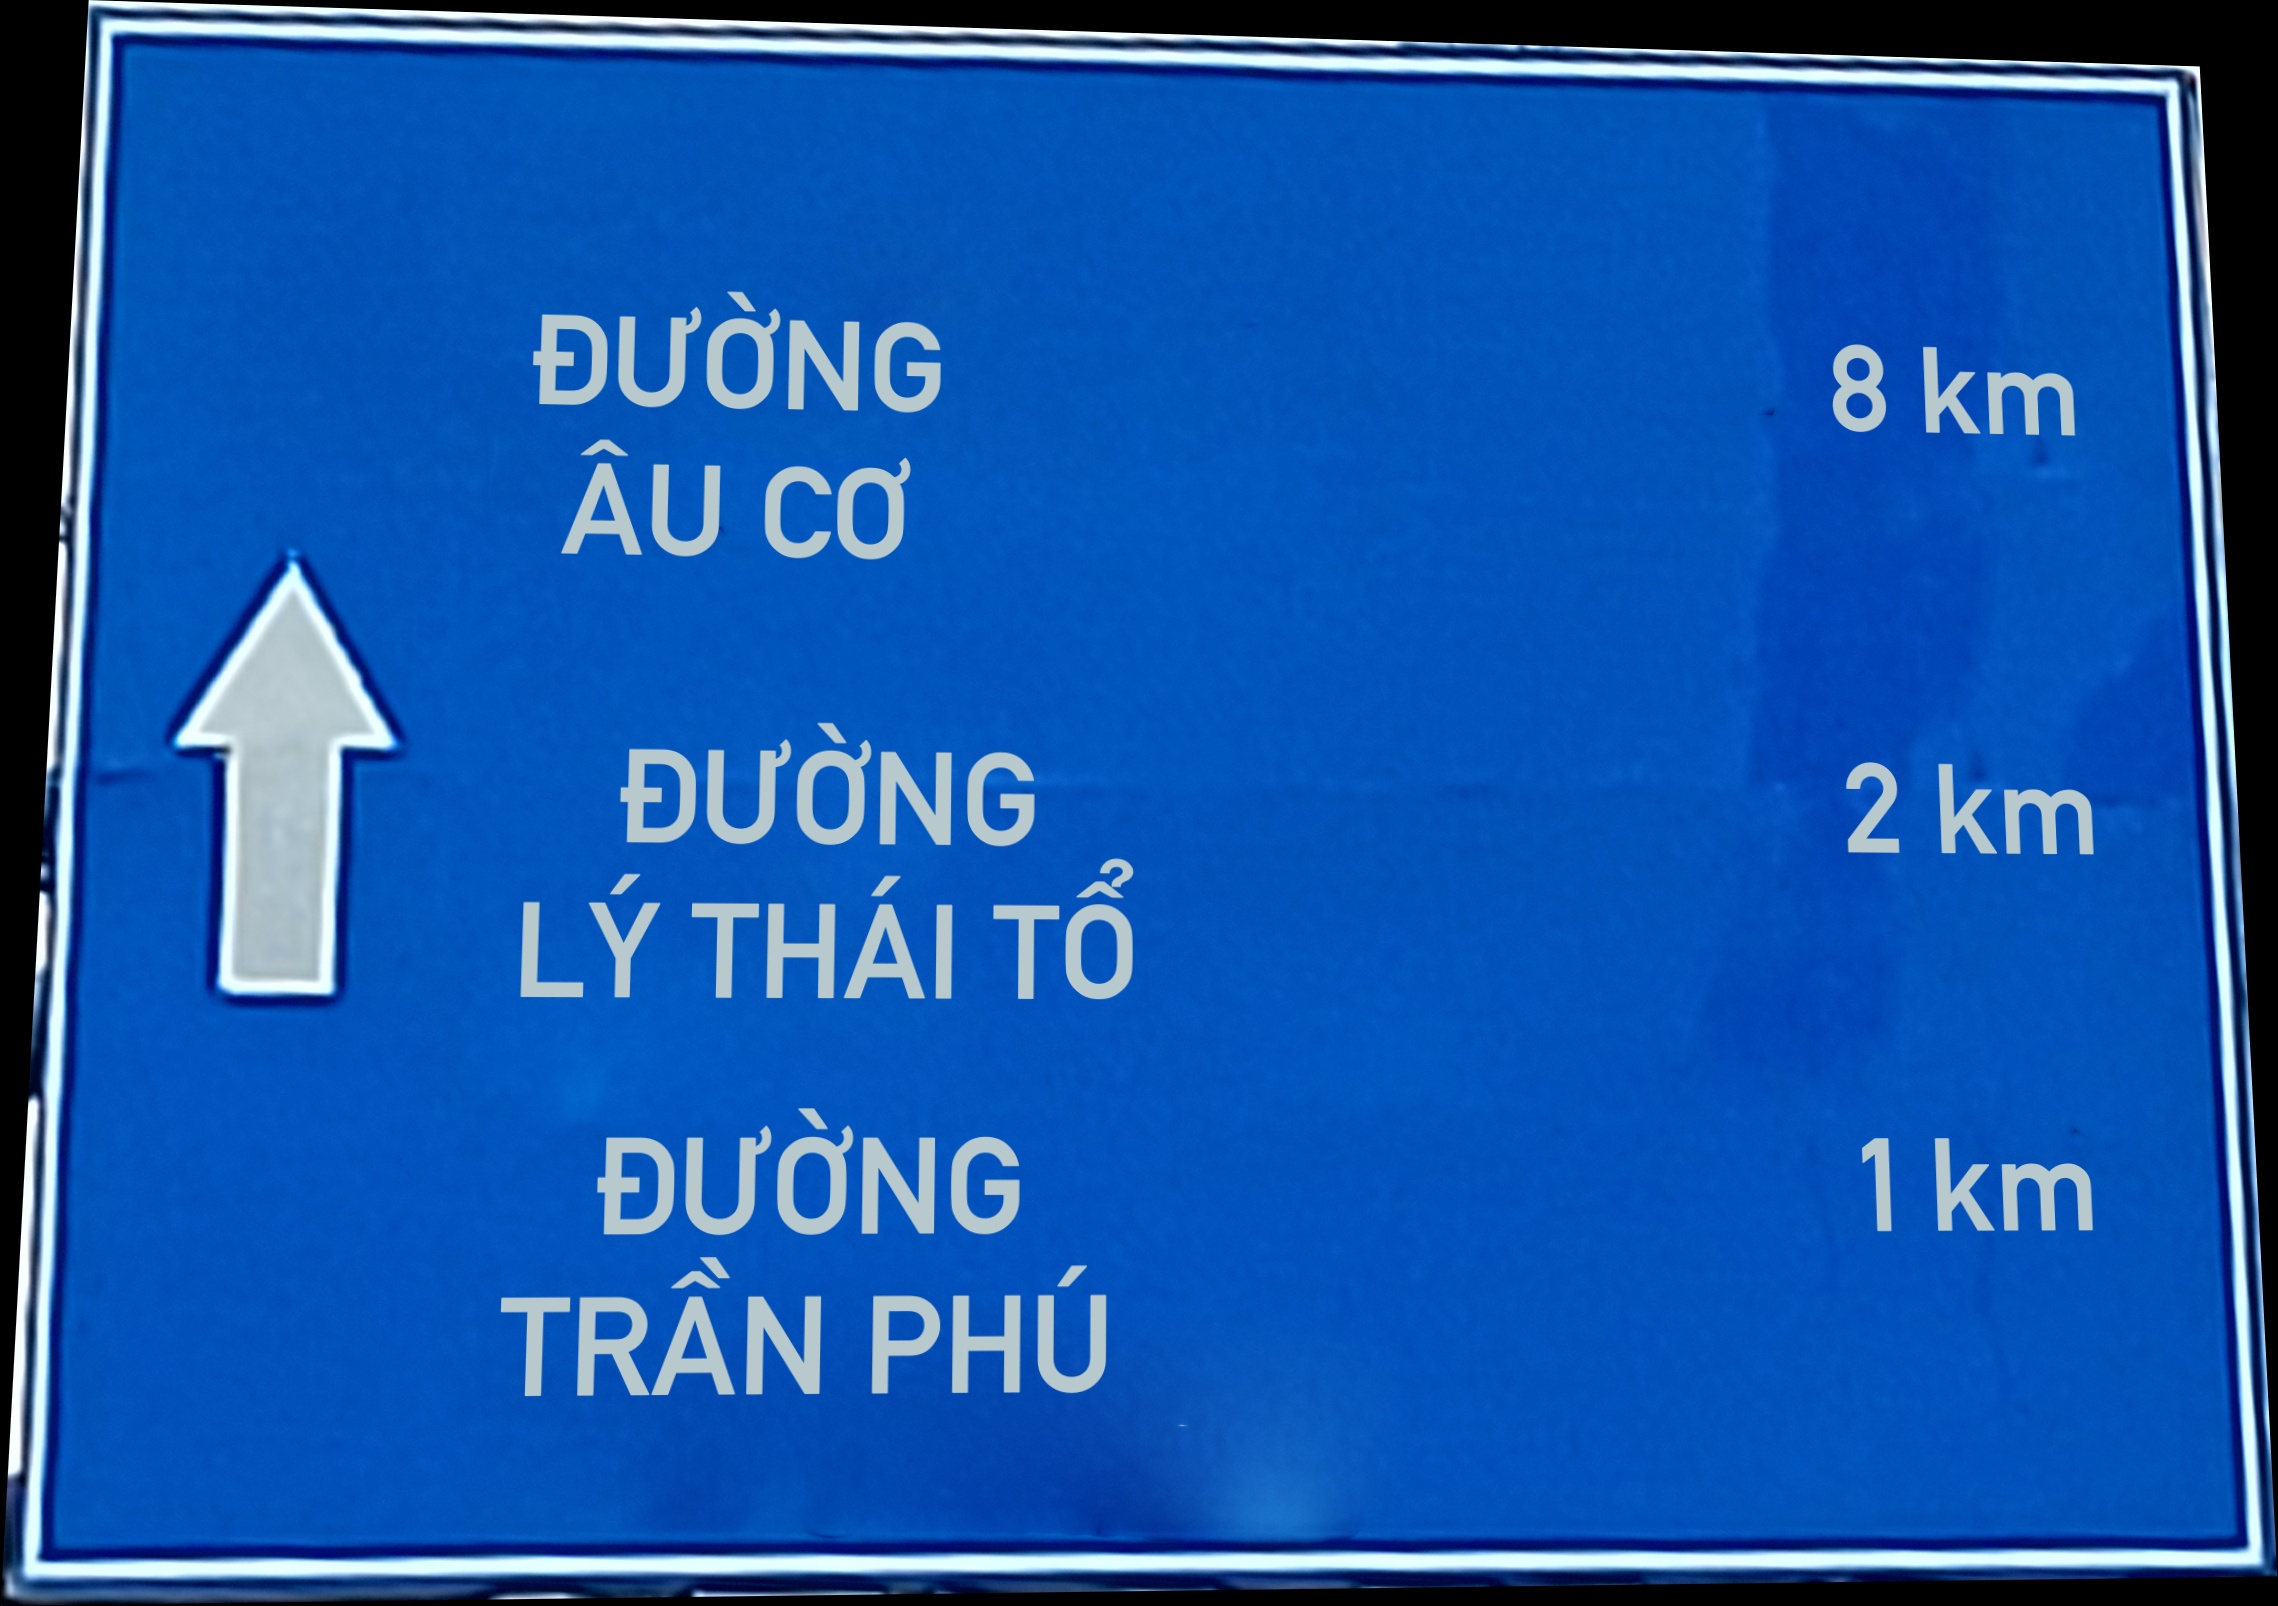 ĐƯỜNG
ÂU CƠ
8 km
ĐƯỜNG
LÝ THÁI TỔ
2 km
ĐƯỜNG
TRẦN PHÚ
1 km